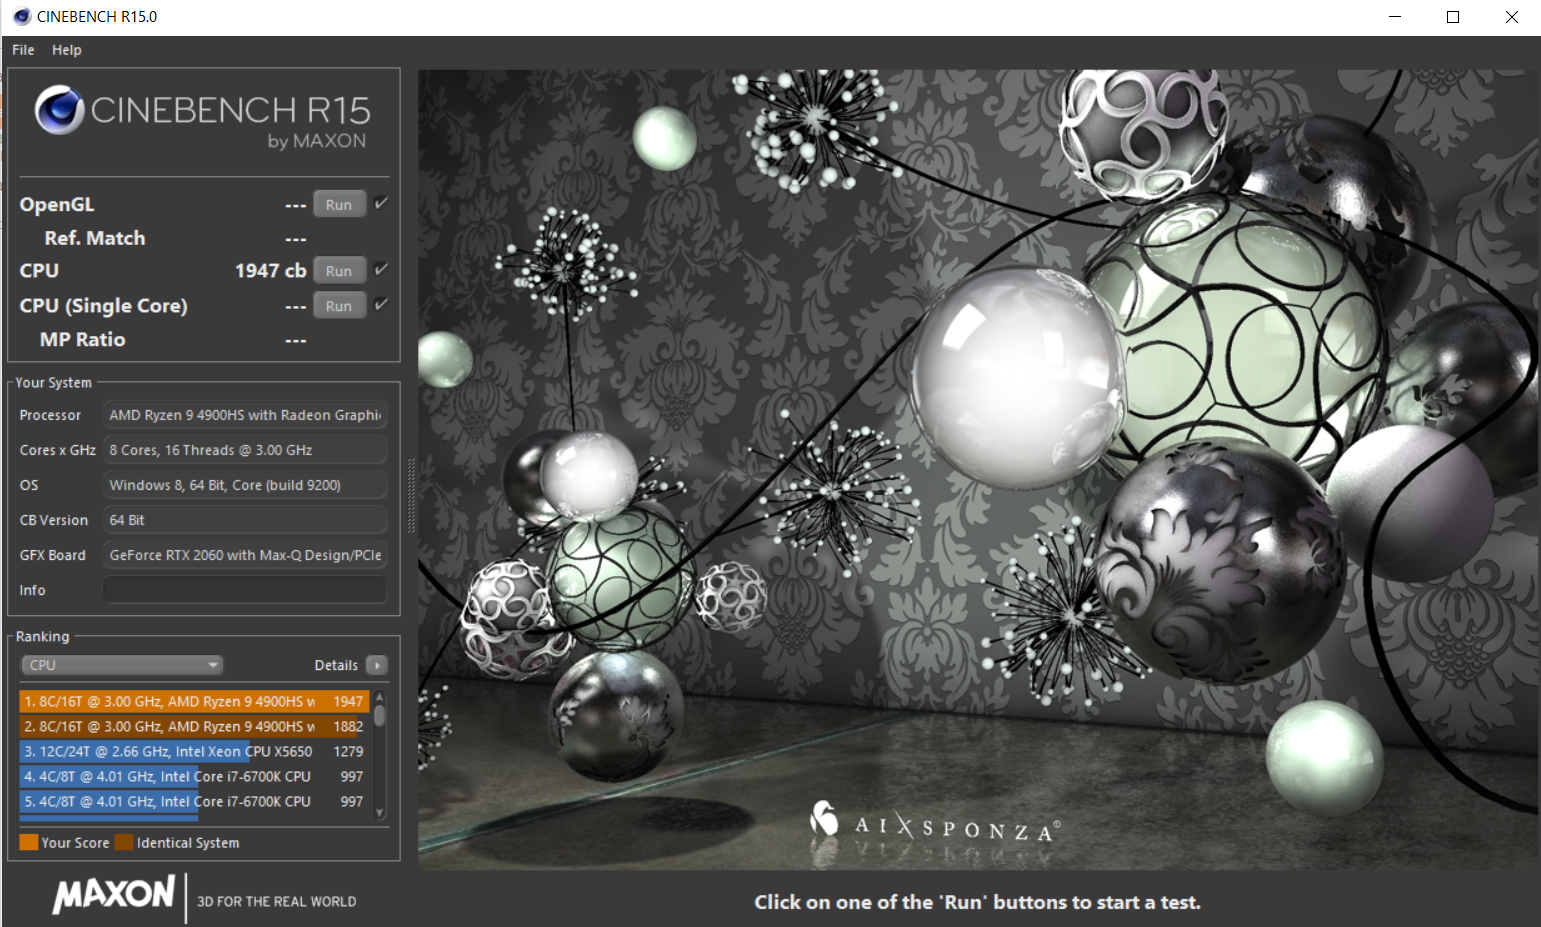 CINEBENCH R15.0
File Help
CINEBENCH R15
by MAXON
OpenGL --- Run
Ref. Match ---
CPU 1947 cb Run
CPU (Single Core) --- Run
MP Ratio ---
Your System
Processor AMD Ryzen 9 4900HS with Radeon Graphi
Cores x GHz 8 Cores, 16 Threads @ 3.00 GHz
OS Windows 8, 64 Bit, Core (build 9200)
CB Version 64 Bit
GFX Board GeForce RTX 2060 with Max-Q Design/PCIe
Info
Ranking
CPU Details
1. 8C/16T @ 3.00 GHz, AMD Ryzen 9 4900HS w 1947
2. 8C/16T @ 3.00 GHz, AMD Ryzen 9 4900HS w 1882
3. 12C/24T @ 2.66 GHz, Intel Xeon CPU X5650 1279
4. 4C/8T @ 4.01 GHz, Intel Core i7-6700K CPU 997
5. 4C/8T @ 4.01 GHz, Intel Core i7-6700K CPU 997
Your Score Identical System
MAXON 3D FOR THE REAL WORLD
AIXSPONZA®
Click on one of the 'Run' buttons to start a test.